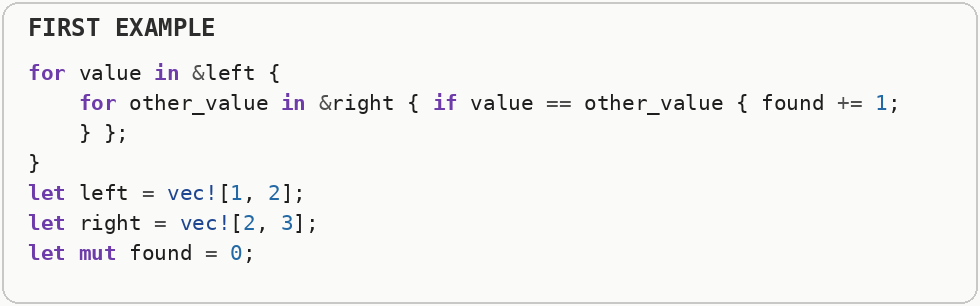 FIRST EXAMPLE
for value in &left {
    for other_value in &right { if value == other_value { found += 1;
    } };
}
let left = vec![1, 2];
let right = vec![2, 3];
let mut found = 0;